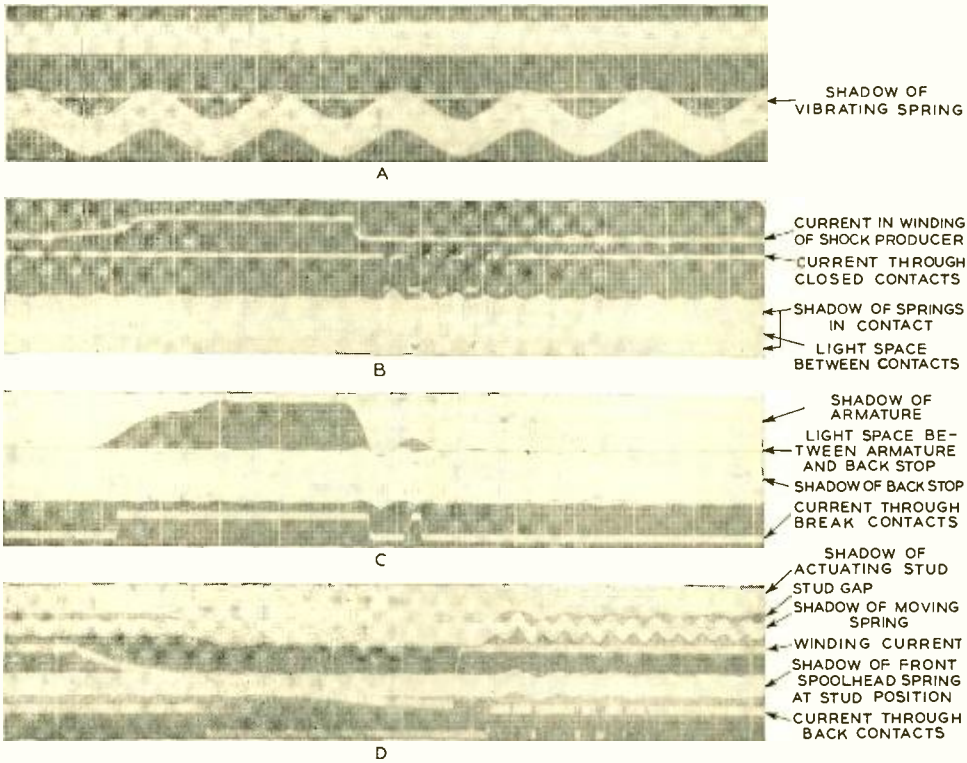 SHADOW OF
VIBRATING SPRING
A
CURRENT IN WINDING
OF SHOCK PRODUCER
CURRENT THROUGH
CLOSED CONTACTS
SHADOW OF SPRINGS
IN CONTACT
LIGHT SPACE
BETWEEN CONTACTS
B
SHADOW OF
ARMATURE
LIGHT SPACE BE-
TWEEN ARMATURE
AND BACK STOP
SHADOW OF BACK STOP
CURRENT THROUGH
BREAK CONTACTS
C
SHADOW OF
ACTUATING STUD
STUD GAP
SHADOW OF MOVING
SPRING
WINDING CURRENT
SHADOW OF FRONT
SPOOLHEAD SPRING
AT STUD POSITION
CURRENT THROUGH
BACK CONTACTS
D